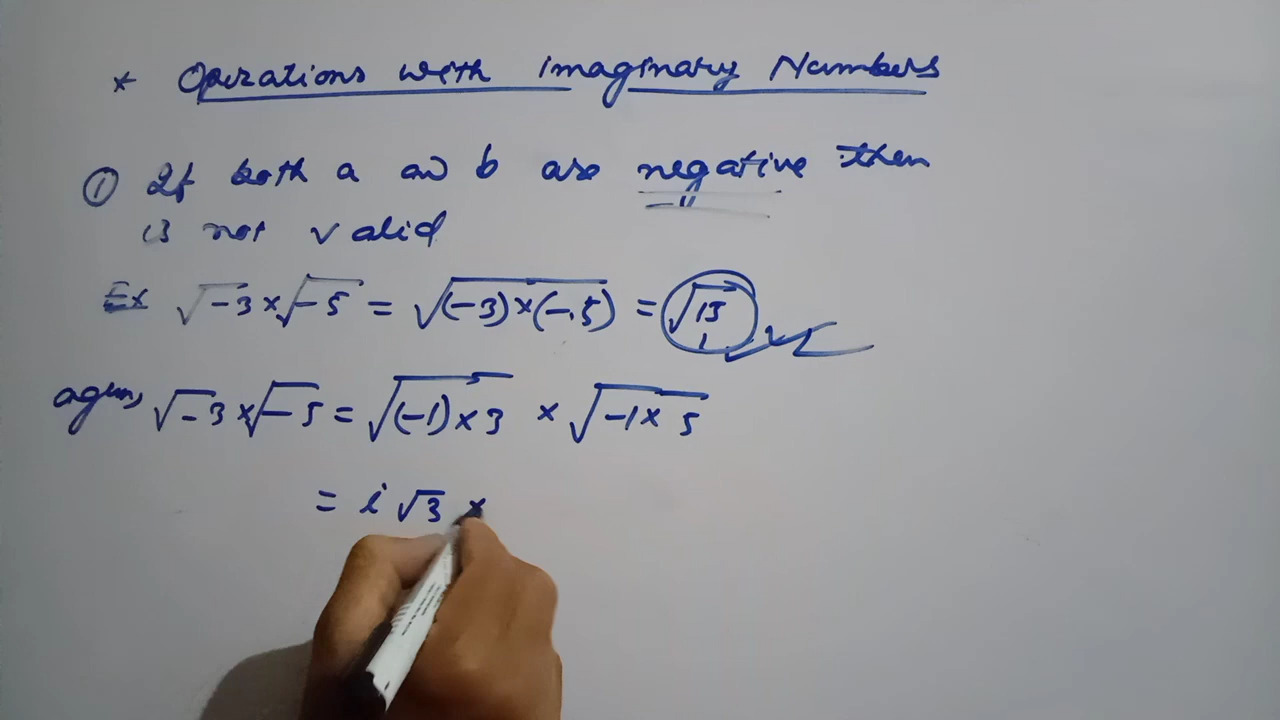 * Operations with imaginary Numbers
① If both a and b are negative then
is not valid
Ex √-3 × √-5 = √(-3)×(-5) = √15
again, √-3 × √-5 = √(-1)×3 × √-1×5
= i √3 ×